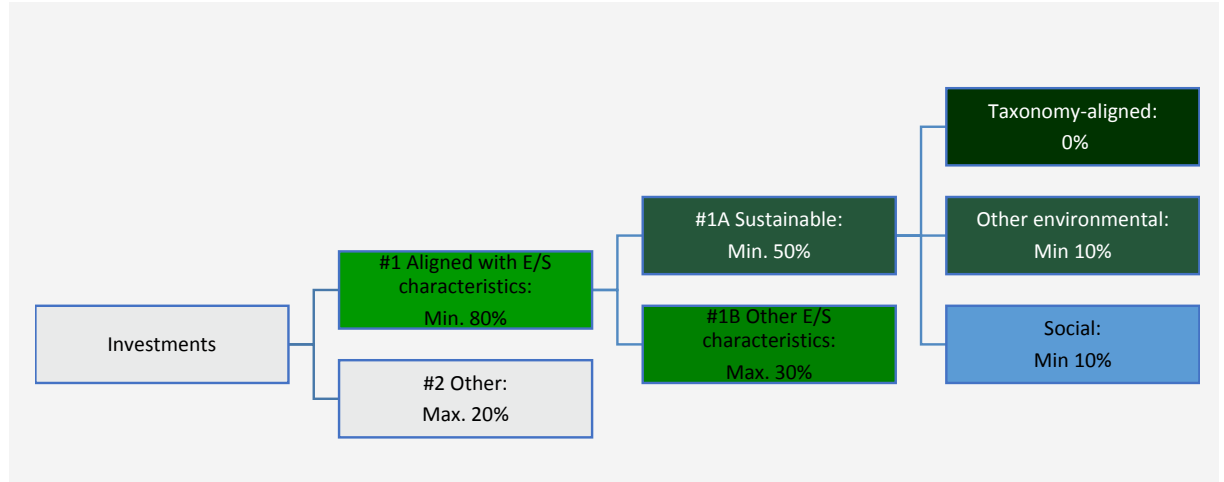 Investments
#1 Aligned with E/S
characteristics:
Min. 80%
#2 Other:
Max. 20%
#1A Sustainable:
Min. 50%
#1B Other E/S
characteristics:
Max. 30%
Taxonomy-aligned:
0%
Other environmental:
Min 10%
Social:
Min 10%